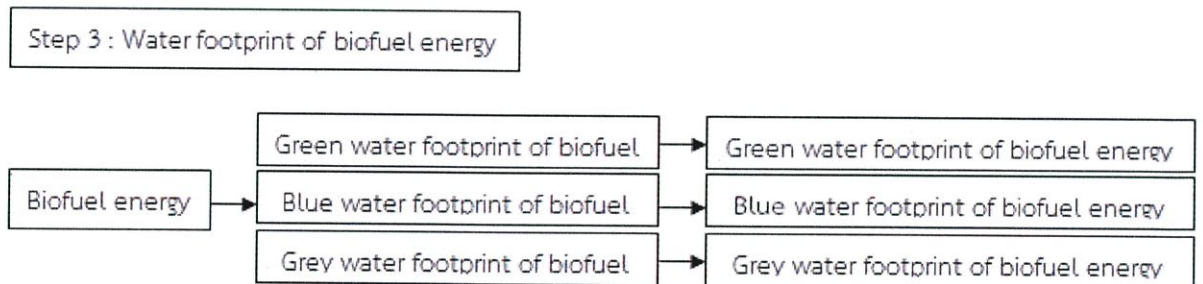 Step 3 : Water footprint of biofuel energy
Green water footprint of biofuel
Green water footprint of biofuel energy
Biofuel energy
Blue water footprint of biofuel
Blue water footprint of biofuel energy
Grey water footprint of biofuel
Grey water footprint of biofuel energy